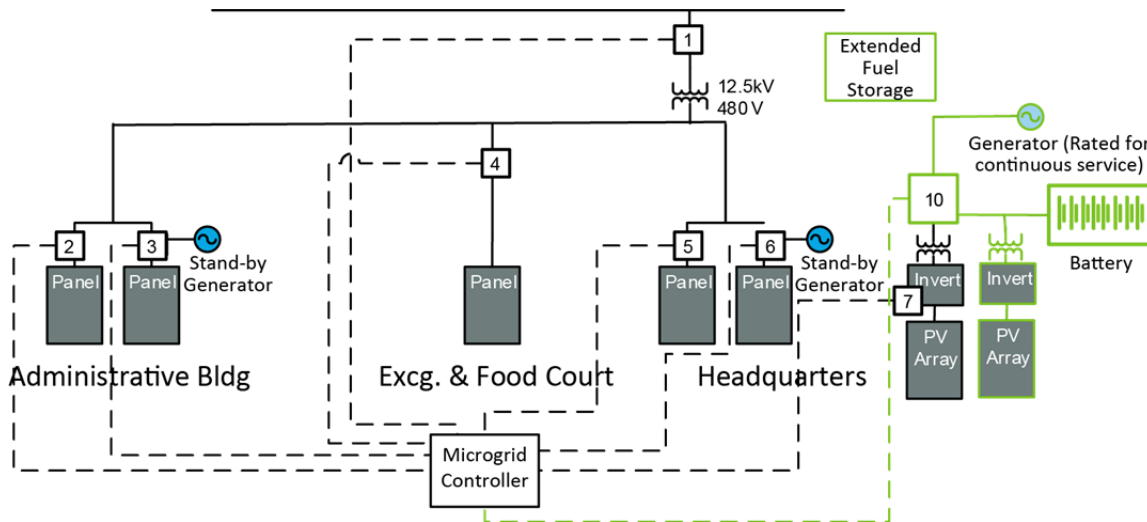 1
12.5kV
480 V
Extended
Fuel
Storage
Generator (Rated for
continuous service)
4
10
2
3
5
6
Stand-by
Generator
Stand-by
Generator
Battery
Panel
Panel
Panel
Panel
Panel
Invert
Invert
7
PV
Array
PV
Array
Administrative Bldg
Excg. & Food Court
Headquarters
Microgrid
Controller